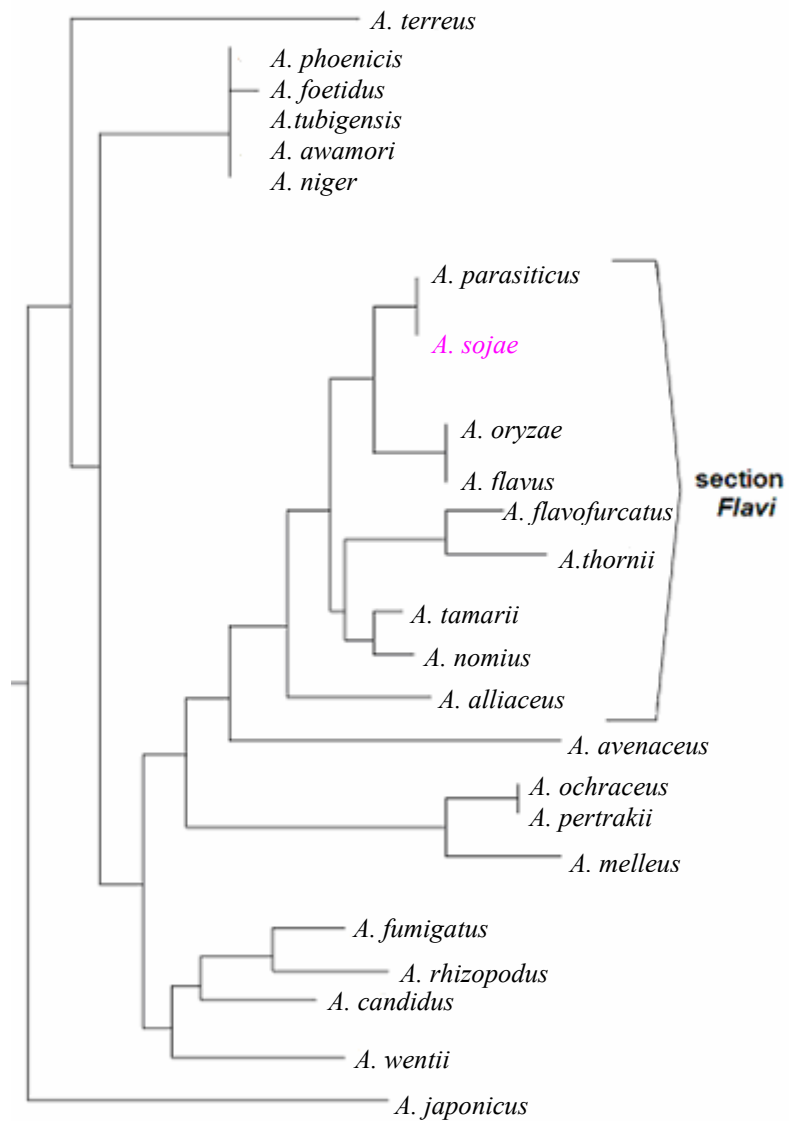 A. terreus
A. phoenicis
A. foetidus
A.tubigensis
A. awamori
A. niger
A. parasiticus
A. sojae
A. oryzae
A. flavus
section
Flavi
A. flavofurcatus
A.thornii
A. tamarii
A. nomius
A. alliaceus
A. avenaceus
A. ochraceus
A. pertrakii
A. melleus
A. fumigatus
A. rhizopodus
A. candidus
A. wentii
A. japonicus